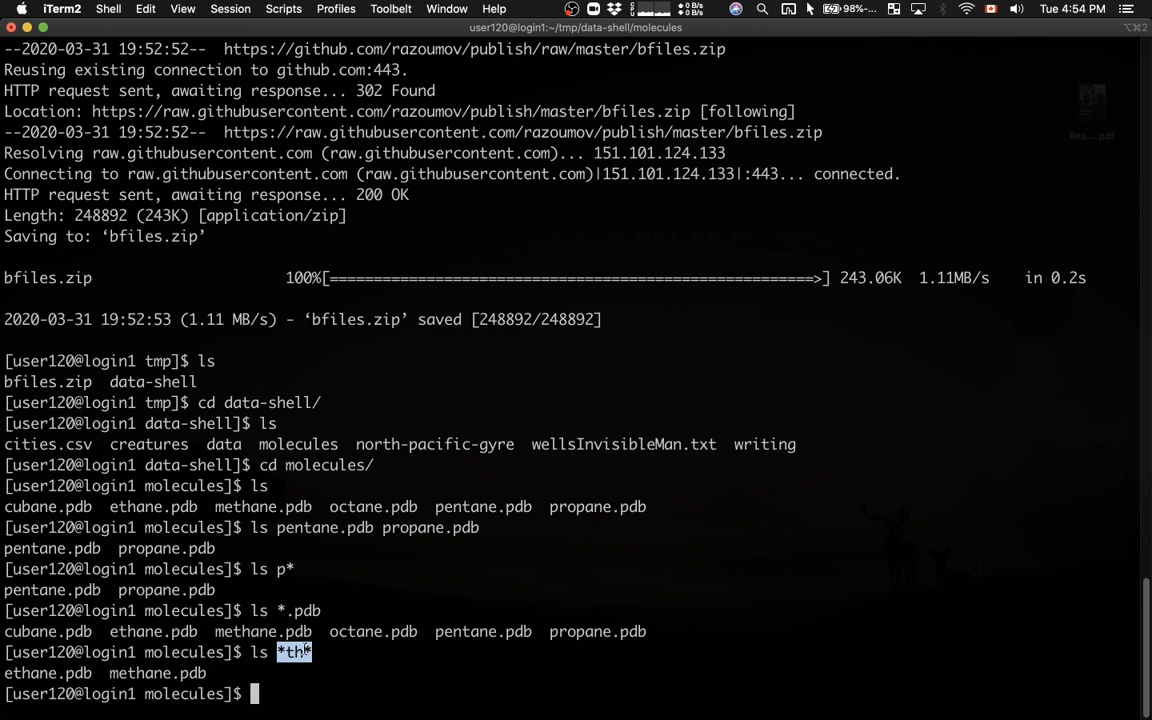 iTerm2 Shell Edit View Session Scripts Profiles Toolbelt Window Help 0 B/s 0 B/s 98%... Tue 4:54 PM
user120@login1:~/tmp/data-shell/molecules ⌥⌘2
--2020-03-31 19:52:52-- https://github.com/razoumov/publish/raw/master/bfiles.zip
Reusing existing connection to github.com:443.
HTTP request sent, awaiting response... 302 Found
Location: https://raw.githubusercontent.com/razoumov/publish/master/bfiles.zip [following]
--2020-03-31 19:52:52-- https://raw.githubusercontent.com/razoumov/publish/master/bfiles.zip
Resolving raw.githubusercontent.com (raw.githubusercontent.com)... 151.101.124.133
Connecting to raw.githubusercontent.com (raw.githubusercontent.com)|151.101.124.133|:443... connected.
HTTP request sent, awaiting response... 200 OK
Length: 248892 (243K) [application/zip]
Saving to: ‘bfiles.zip’
bfiles.zip 100%[=======================================================>] 243.06K 1.11MB/s in 0.2s
2020-03-31 19:52:53 (1.11 MB/s) - ‘bfiles.zip’ saved [248892/248892]
[user120@login1 tmp]$ ls
bfiles.zip data-shell
[user120@login1 tmp]$ cd data-shell/
[user120@login1 data-shell]$ ls
cities.csv creatures data molecules north-pacific-gyre wellsInvisibleMan.txt writing
[user120@login1 data-shell]$ cd molecules/
[user120@login1 molecules]$ ls
cubane.pdb ethane.pdb methane.pdb octane.pdb pentane.pdb propane.pdb
[user120@login1 molecules]$ ls pentane.pdb propane.pdb
pentane.pdb propane.pdb
[user120@login1 molecules]$ ls p*
pentane.pdb propane.pdb
[user120@login1 molecules]$ ls *.pdb
cubane.pdb ethane.pdb methane.pdb octane.pdb pentane.pdb propane.pdb
[user120@login1 molecules]$ ls *th*
ethane.pdb methane.pdb
[user120@login1 molecules]$